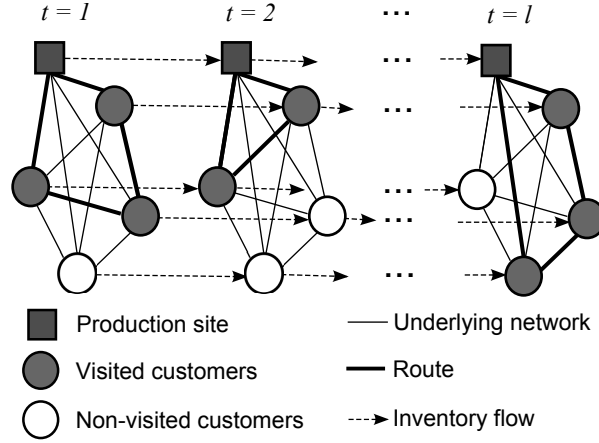 t = 1
t = 2
...
t = l
...
...
...
...
...
Production site
Visited customers
Non-visited customers
Underlying network
Route
Inventory flow